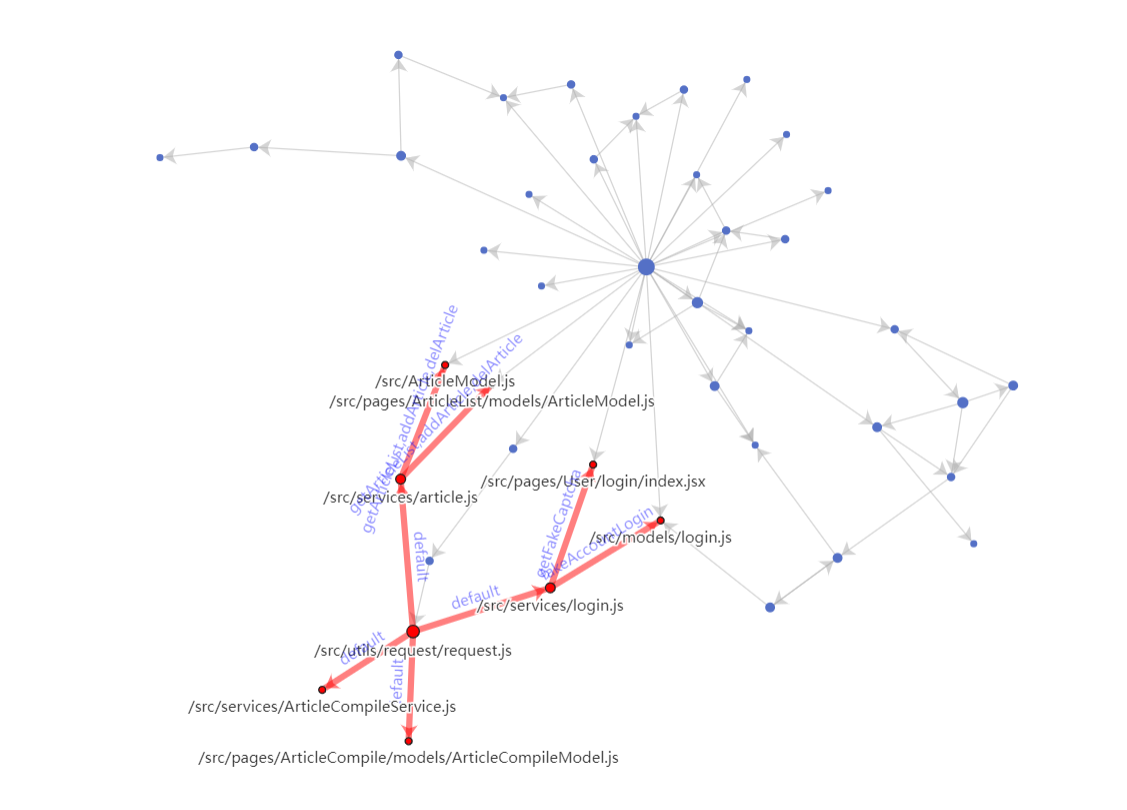 getArticleList,addArticle,delArticle
/src/ArticleModel.js
getArticleList,addArticle,delArticle
/src/pages/ArticleList/models/ArticleModel.js
/src/services/article.js
/src/pages/User/login/index.jsx
getFakeCaptcha
fakeAccountLogin
/src/models/login.js
default
default
/src/services/login.js
default
/src/utils/request/request.js
default
/src/services/ArticleCompileService.js
/src/pages/ArticleCompile/models/ArticleCompileModel.js